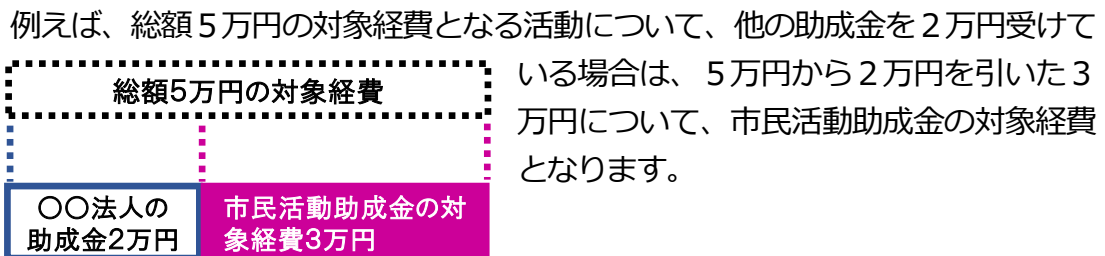 例えば、総額５万円の対象経費となる活動について、他の助成金を２万円受けて
いる場合は、５万円から２万円を引いた３
万円について、市民活動助成金の対象経費
となります。
総額5万円の対象経費
〇〇法人の
助成金2万円
市民活動助成金の対
象経費3万円